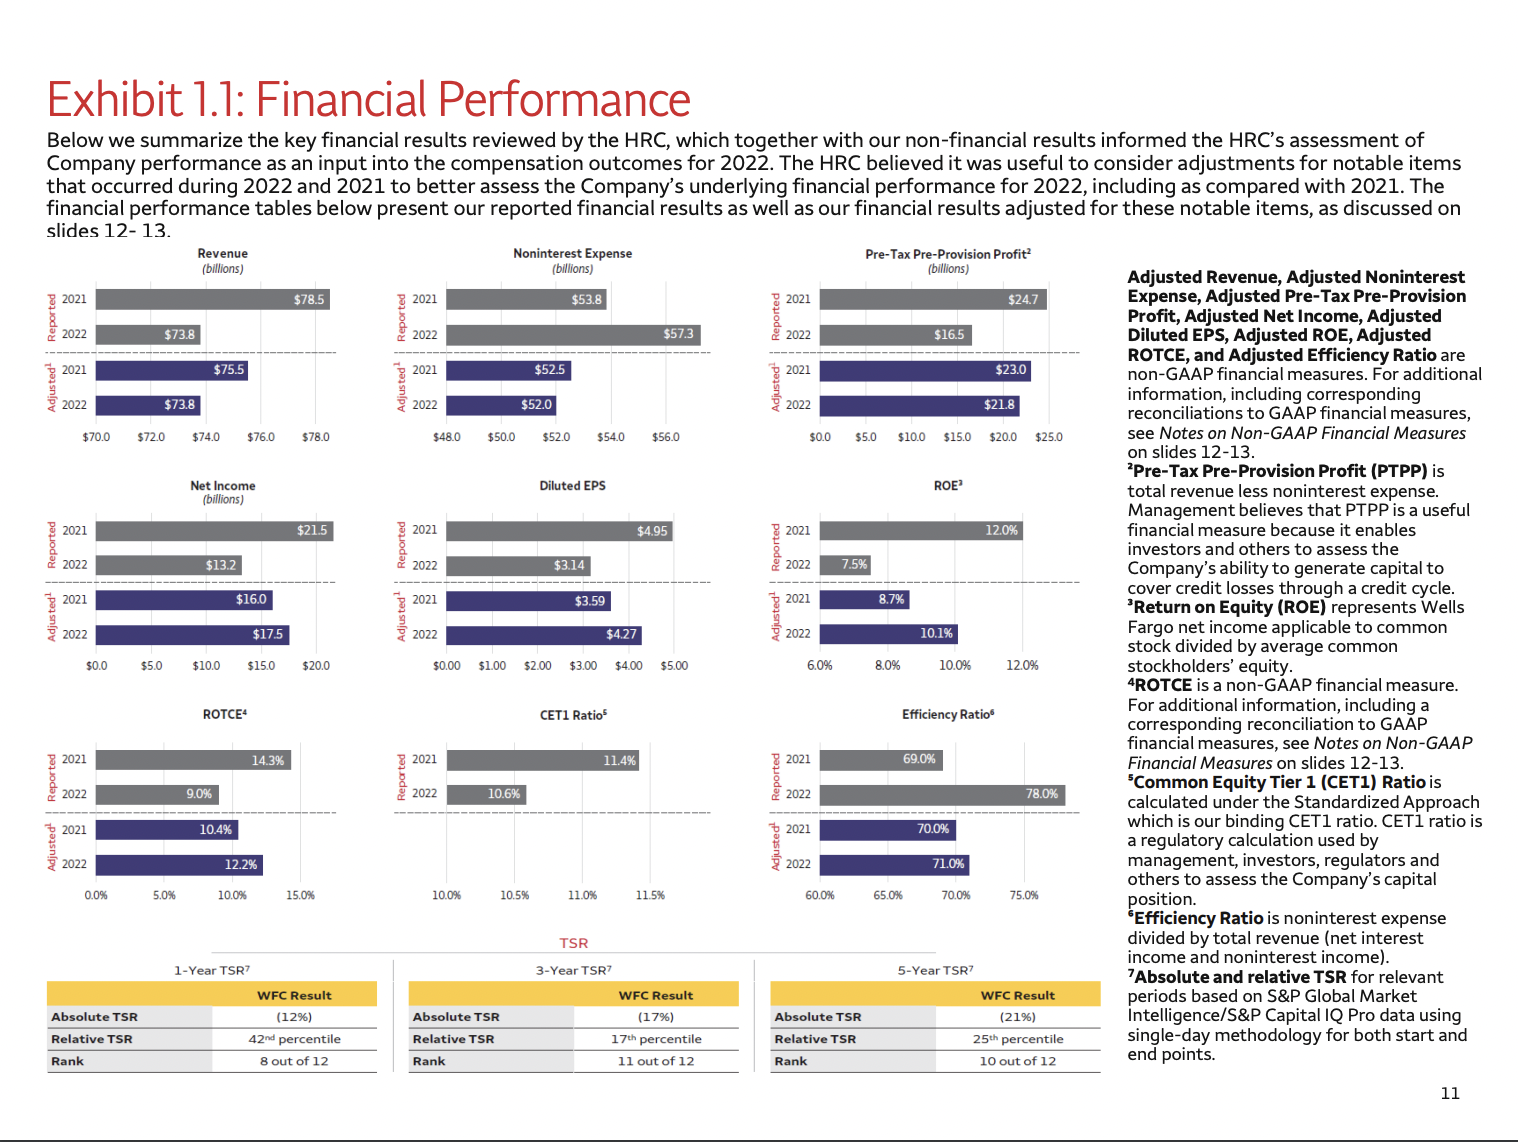 Exhibit 1.1: Financial Performance
Below we summarize the key financial results reviewed by the HRC, which together with our non-financial results informed the HRC's assessment of
Company performance as an input into the compensation outcomes for 2022. The HRC believed it was useful to consider adjustments for notable items
that occurred during 2022 and 2021 to better assess the Company's underlying financial performance for 2022, including as compared with 2021. The
financial performance tables below present our reported financial results as well as our financial results adjusted for these notable items, as discussed on
slides 12- 13.
Revenue
(billions)
Reported
2021 $78.5
2022 $73.8
Adjusted¹
2021 $75.5
2022 $73.8
$70.0 $72.0 $74.0 $76.0 $78.0
Noninterest Expense
(billions)
Reported
2021 $53.8
2022 $57.3
Adjusted¹
2021 $52.5
2022 $52.0
$48.0 $50.0 $52.0 $54.0 $56.0
Pre-Tax Pre-Provision Profit²
(billions)
Reported
2021 $24.7
2022 $16.5
Adjusted¹
2021 $23.0
2022 $21.8
$0.0 $5.0 $10.0 $15.0 $20.0 $25.0
Net Income
(billions)
Reported
2021 $21.5
2022 $13.2
Adjusted¹
2021 $16.0
2022 $17.5
$0.0 $5.0 $10.0 $15.0 $20.0
Diluted EPS
Reported
2021 $4.95
2022 $3.14
Adjusted¹
2021 $3.59
2022 $4.27
$0.00 $1.00 $2.00 $3.00 $4.00 $5.00
ROE³
Reported
2021 12.0%
2022 7.5%
Adjusted¹
2021 8.7%
2022 10.1%
6.0% 8.0% 10.0% 12.0%
ROTCE⁴
Reported
2021 14.3%
2022 9.0%
Adjusted¹
2021 10.4%
2022 12.2%
0.0% 5.0% 10.0% 15.0%
CET1 Ratio⁵
Reported
2021 11.4%
2022 10.6%
10.0% 10.5% 11.0% 11.5%
Efficiency Ratio⁶
Reported
2021 69.0%
2022 78.0%
Adjusted¹
2021 70.0%
2022 71.0%
60.0% 65.0% 70.0% 75.0%
TSR
1-Year TSR⁷
WFC Result
Absolute TSR (12%)
Relative TSR 42nd percentile
Rank 8 out of 12
3-Year TSR⁷
WFC Result
Absolute TSR (17%)
Relative TSR 17th percentile
Rank 11 out of 12
5-Year TSR⁷
WFC Result
Absolute TSR (21%)
Relative TSR 25th percentile
Rank 10 out of 12
Adjusted Revenue, Adjusted Noninterest
Expense, Adjusted Pre-Tax Pre-Provision
Profit, Adjusted Net Income, Adjusted
Diluted EPS, Adjusted ROE, Adjusted
ROTCE, and Adjusted Efficiency Ratio are
non-GAAP financial measures. For additional
information, including corresponding
reconciliations to GAAP financial measures,
see Notes on Non-GAAP Financial Measures
on slides 12-13.
²Pre-Tax Pre-Provision Profit (PTPP) is
total revenue less noninterest expense.
Management believes that PTPP is a useful
financial measure because it enables
investors and others to assess the
Company's ability to generate capital to
cover credit losses through a credit cycle.
³Return on Equity (ROE) represents Wells
Fargo net income applicable to common
stock divided by average common
stockholders' equity.
⁴ROTCE is a non-GAAP financial measure.
For additional information, including a
corresponding reconciliation to GAAP
financial measures, see Notes on Non-GAAP
Financial Measures on slides 12-13.
⁵Common Equity Tier 1 (CET1) Ratio is
calculated under the Standardized Approach
which is our binding CET1 ratio. CET1 ratio is
a regulatory calculation used by
management, investors, regulators and
others to assess the Company's capital
position.
⁶Efficiency Ratio is noninterest expense
divided by total revenue (net interest
income and noninterest income).
⁷Absolute and relative TSR for relevant
periods based on S&P Global Market
Intelligence/S&P Capital IQ Pro data using
single-day methodology for both start and
end points.
11